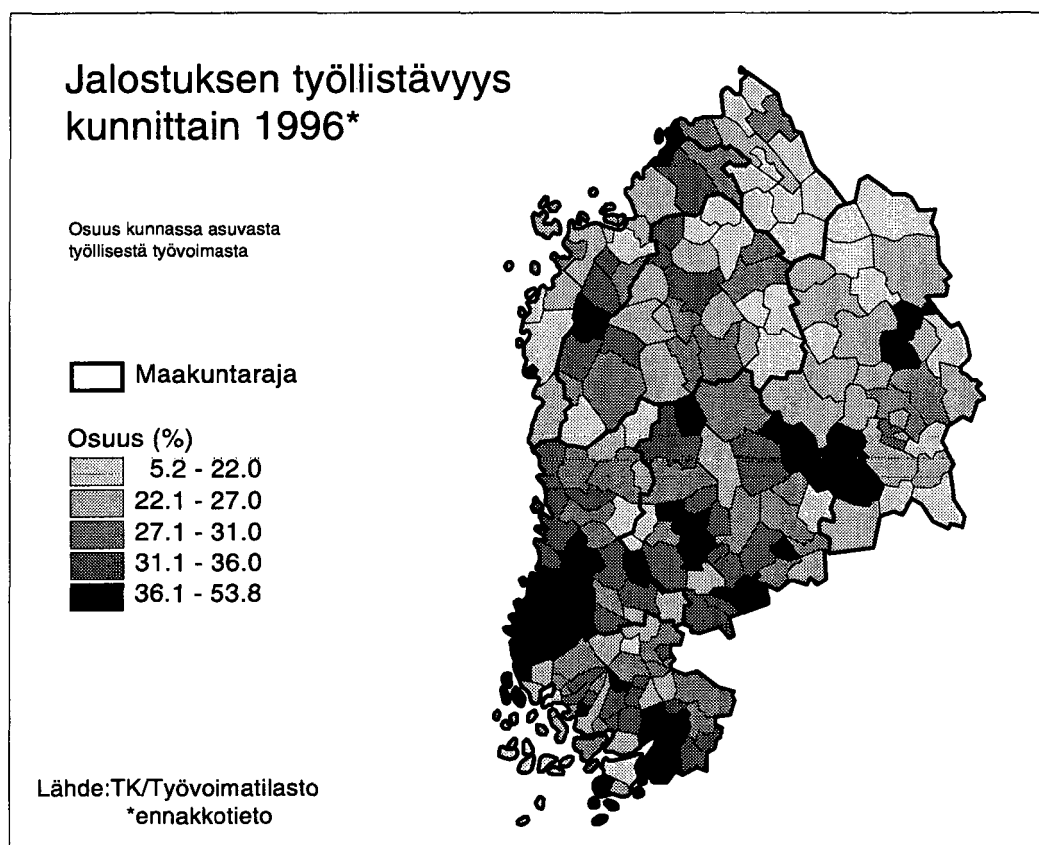 Jalostuksen työllistävyys
kunnittain 1996*
Osuus kunnassa asuvasta
työllisestä työvoimasta
Maakuntaraja
Osuus (%)
5.2 - 22.0
22.1 - 27.0
27.1 - 31.0
31.1 - 36.0
36.1 - 53.8
Lähde:TK/Työvoimatilasto
*ennakkotieto